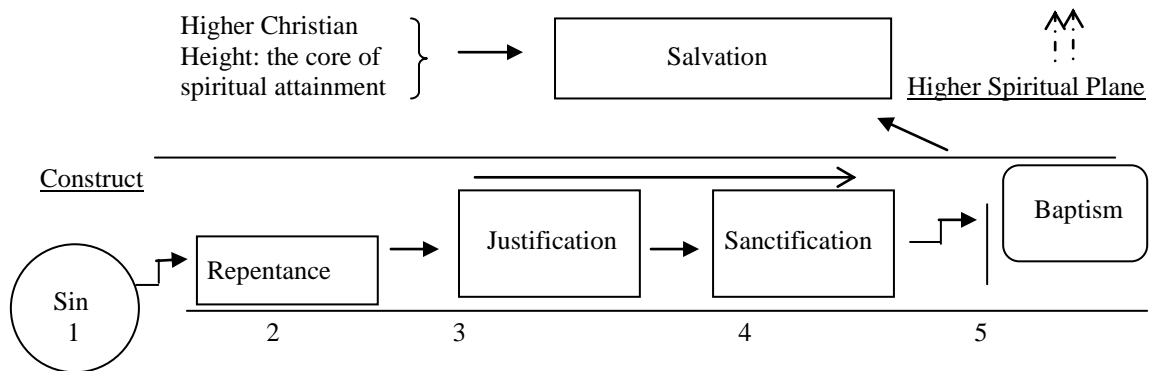 Higher Christian
Height: the core of
spiritual attainment
Salvation
Higher Spiritual Plane
Construct
Baptism
Justification
Sanctification
Repentance
Sin
1
2
3
4
5